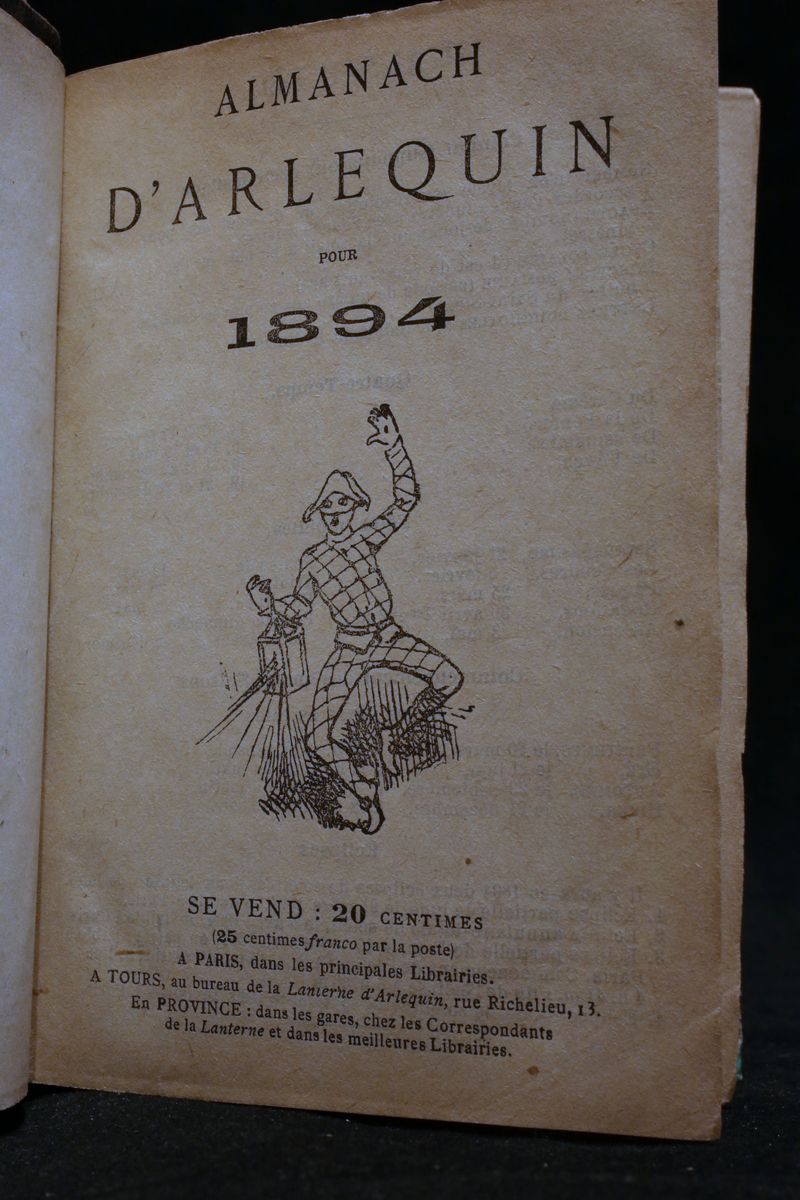 ALMANACH
D'ARLEQUIN
POUR
1894
SE VEND : 20 CENTIMES
(25 centimes franco par la poste)
A PARIS, dans les principales Librairies.
A TOURS, au bureau de la Lanterne d'Arlequin, rue Richelieu, 13.
En PROVINCE : dans les gares, chez les Correspondants
de la Lanterne et dans les meilleures Librairies.